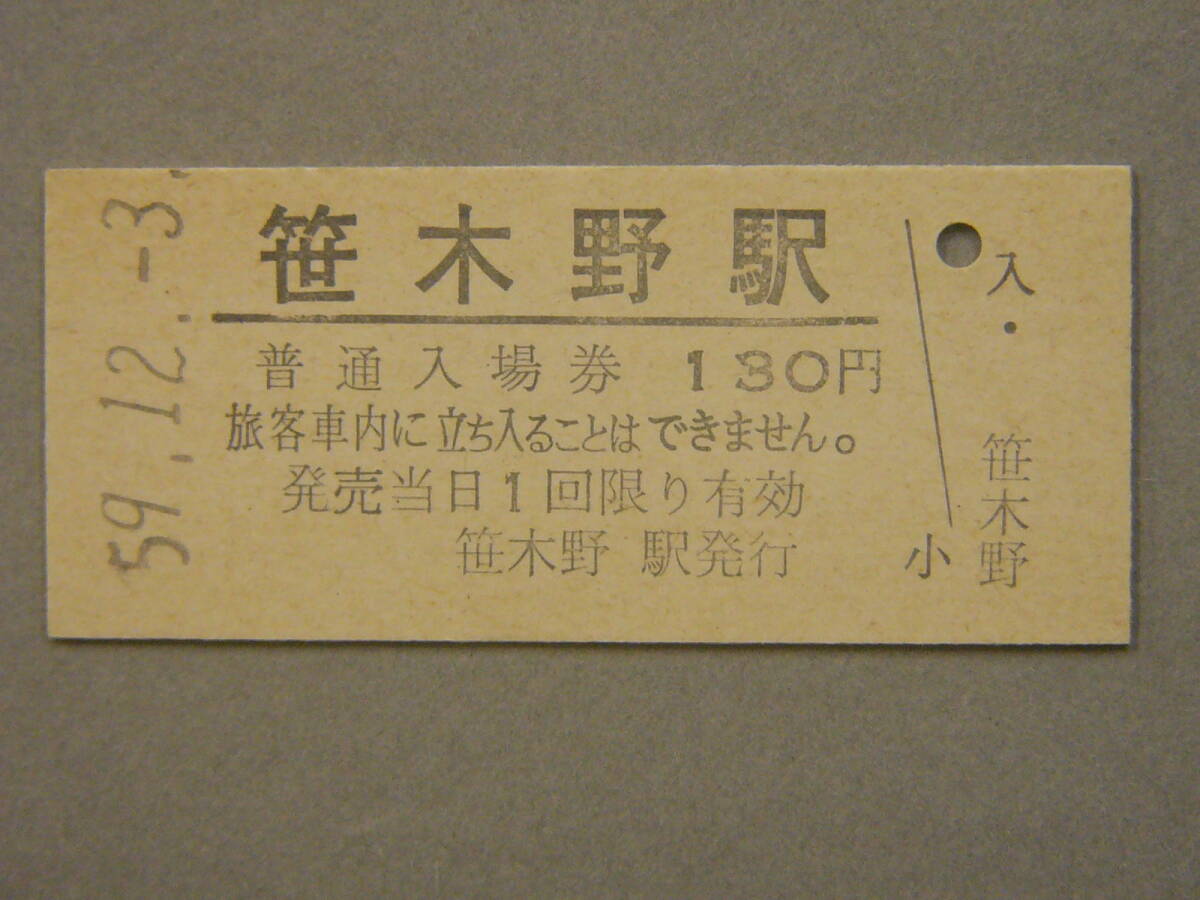 笹木野駅
普通入場券 130円
旅客車内に立ち入ることはできません。
発売当日1回限り有効
笹木野 駅発行
59.12.-3
入・笹木野
小